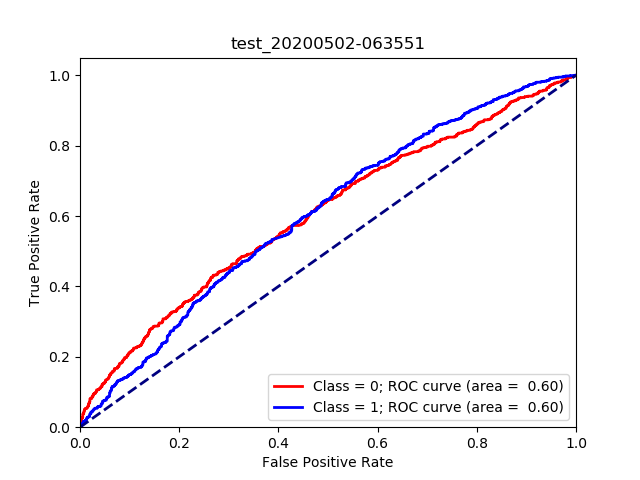 test_20200502-063551
1.0
0.8
0.6
0.4
0.2
0.0
True Positive Rate
0.0 0.2 0.4 0.6 0.8 1.0
False Positive Rate
Class = 0; ROC curve (area =  0.60)
Class = 1; ROC curve (area =  0.60)